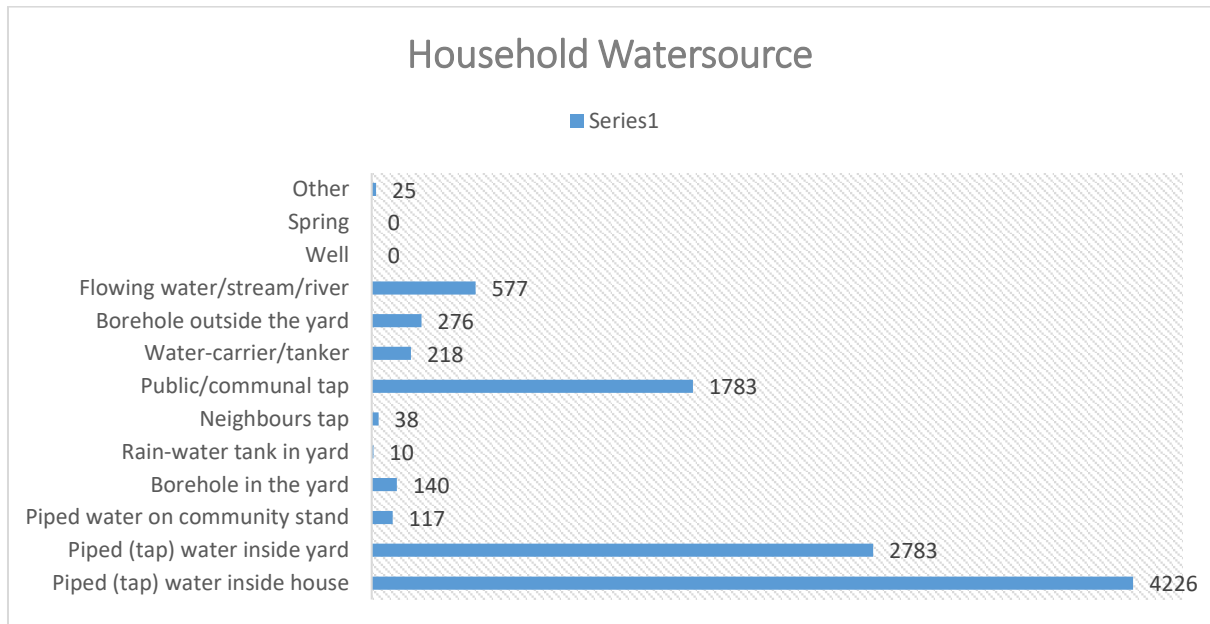 Household Watersource
Series1
Other 25
Spring 0
Well 0
Flowing water/stream/river 577
Borehole outside the yard 276
Water-carrier/tanker 218
Public/communal tap 1783
Neighbours tap 38
Rain-water tank in yard 10
Borehole in the yard 140
Piped water on community stand 117
Piped (tap) water inside yard 2783
Piped (tap) water inside house 4226